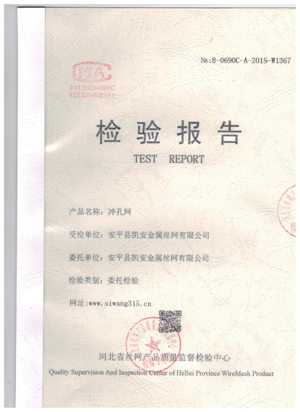 №:B-0690C-A-2015-W1367
MA
检验报告
TEST REPORT
产品名称：冲孔网
受检单位：安平县凯安金属丝网有限公司
委托单位：安平县凯安金属丝网有限公司
检验类别：委托检验
网址:www.siwang315.cn
河北省丝网产品质量监督检验中心
Quality Supervision And Inspection Center of HeBei Province WireMesh Product